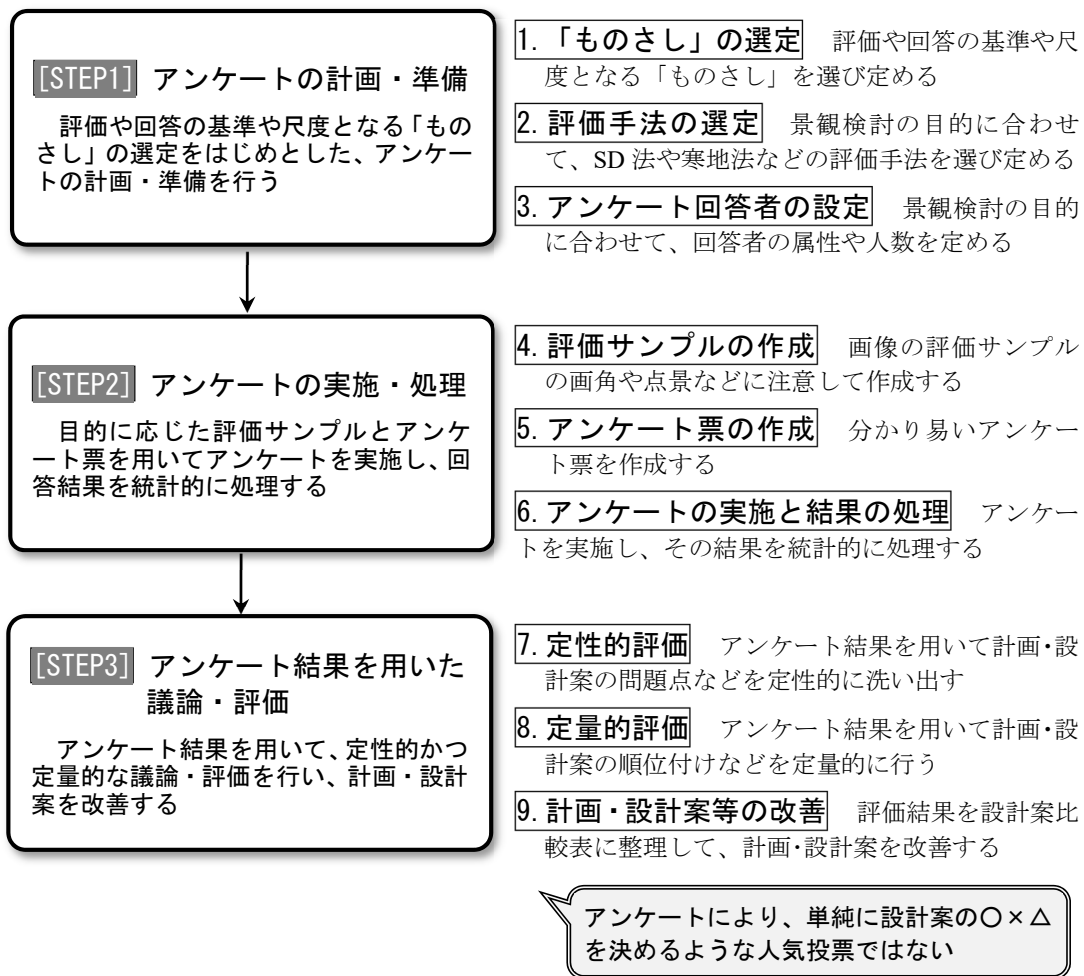 [STEP1] アンケートの計画・準備
評価や回答の基準や尺度となる「もの
さし」の選定をはじめとした、アンケー
トの計画・準備を行う
1. 「ものさし」の選定 評価や回答の基準や尺
度となる「ものさし」を選び定める
2. 評価手法の選定 景観検討の目的に合わせ
て、SD 法や寒地法などの評価手法を選び定める
3. アンケート回答者の設定 景観検討の目的
に合わせて、回答者の属性や人数を定める
[STEP2] アンケートの実施・処理
目的に応じた評価サンプルとアンケ
ート票を用いてアンケートを実施し、回
答結果を統計的に処理する
4. 評価サンプルの作成 画像の評価サンプル
の画角や点景などに注意して作成する
5. アンケート票の作成 分かり易いアンケー
ト票を作成する
6. アンケートの実施と結果の処理 アンケー
トを実施し、その結果を統計的に処理する
[STEP3] アンケート結果を用いた
議論・評価
アンケート結果を用いて、定性的かつ
定量的な議論・評価を行い、計画・設計
案を改善する
7. 定性的評価 アンケート結果を用いて計画・設
計案の問題点などを定性的に洗い出す
8. 定量的評価 アンケート結果を用いて計画・設
計案の順位付けなどを定量的に行う
9. 計画・設計案等の改善 評価結果を設計案比
較表に整理して、計画・設計案を改善する
アンケートにより、単純に設計案の○×△
を決めるような人気投票ではない